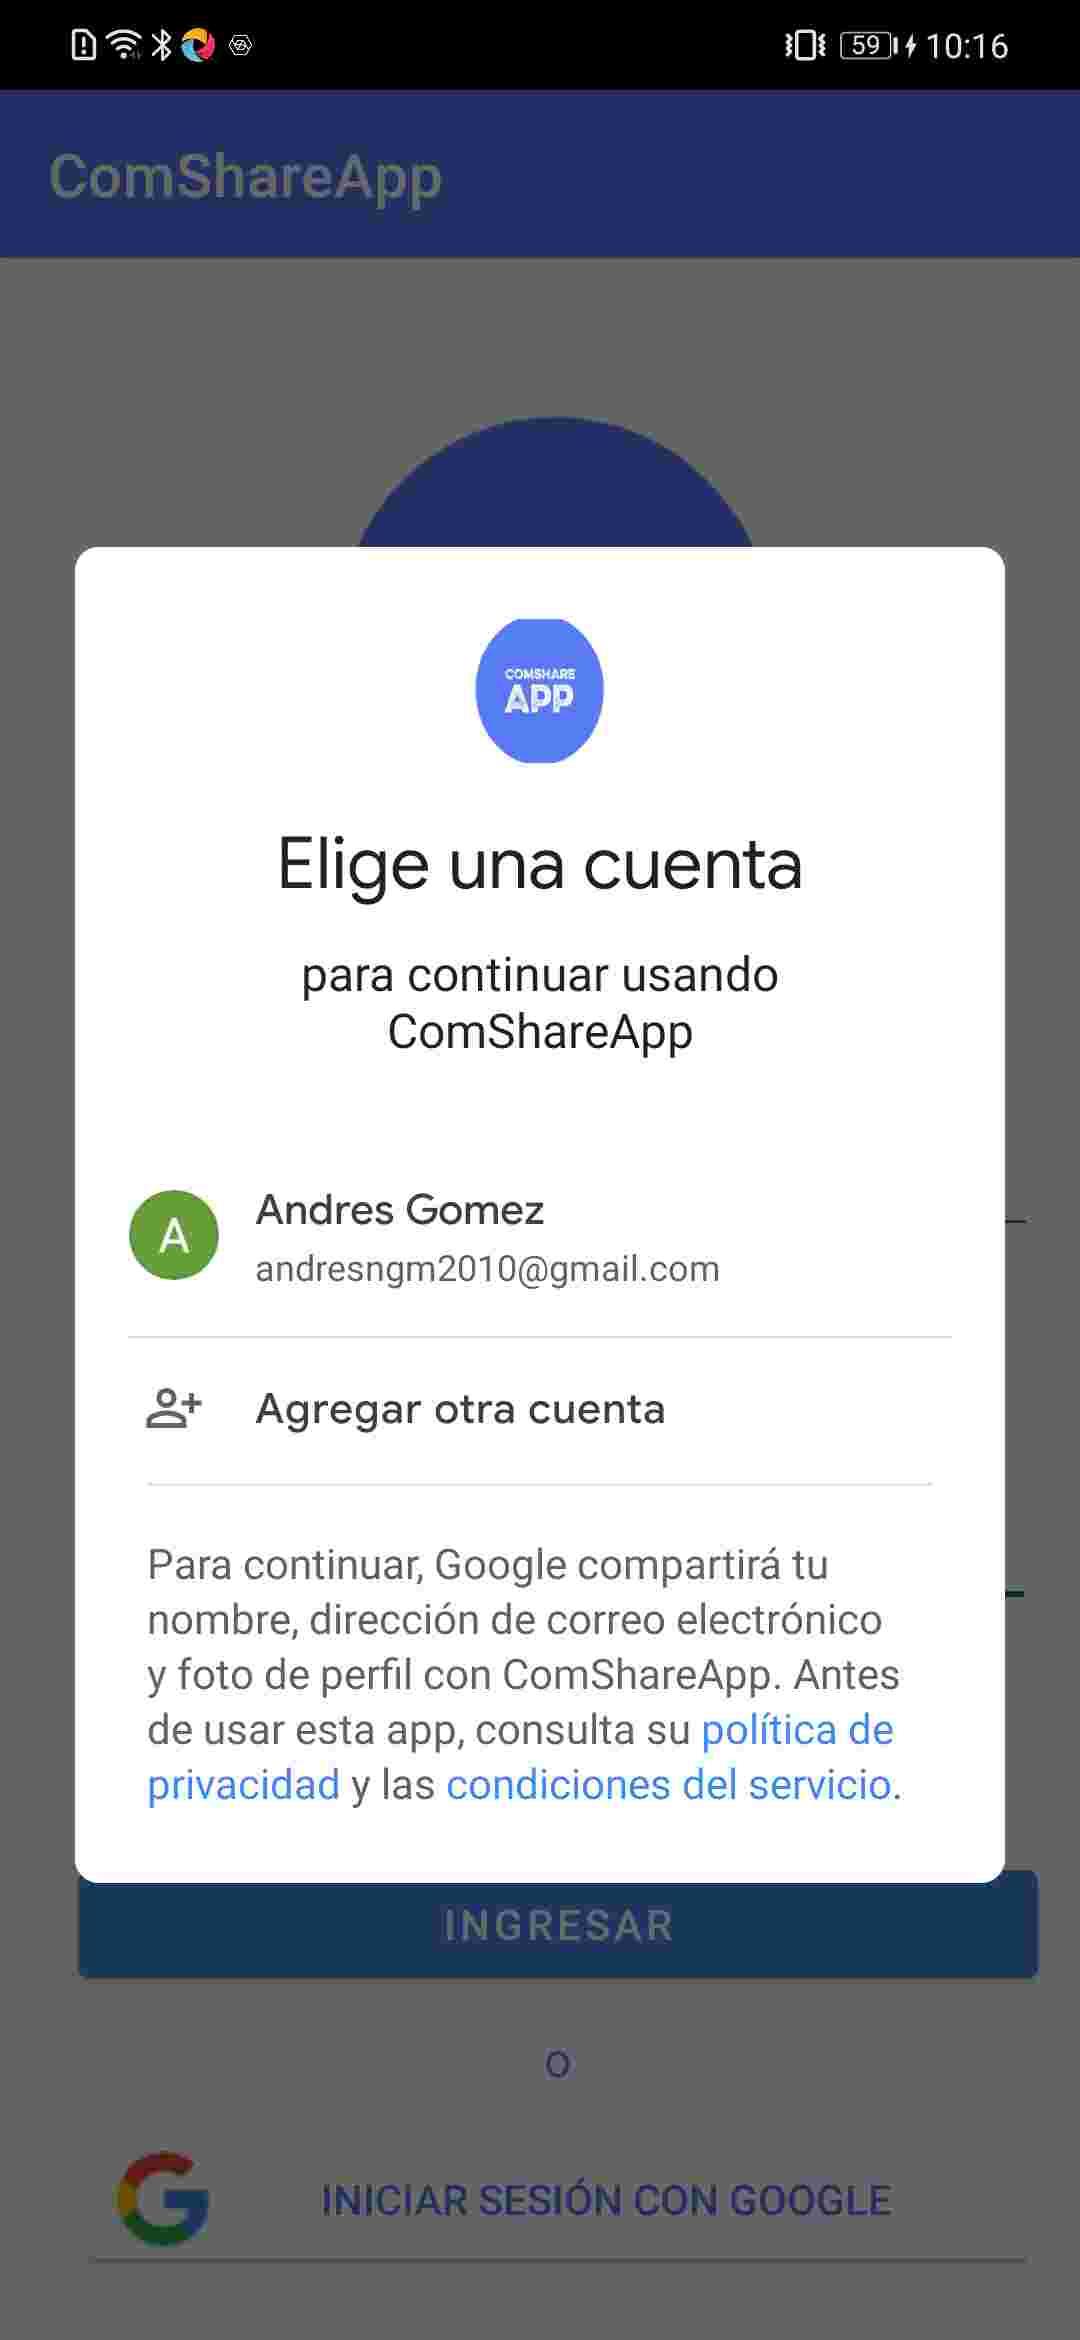 59 10:16
ComShareApp
COMSHARE
APP
Elige una cuenta
para continuar usando
ComShareApp
A
Andres Gomez
andresngm2010@gmail.com
Agregar otra cuenta
Para continuar, Google compartirá tu
nombre, dirección de correo electrónico
y foto de perfil con ComShareApp. Antes
de usar esta app, consulta su política de
privacidad y las condiciones del servicio.
INGRESAR
O
INICIAR SESIÓN CON GOOGLE